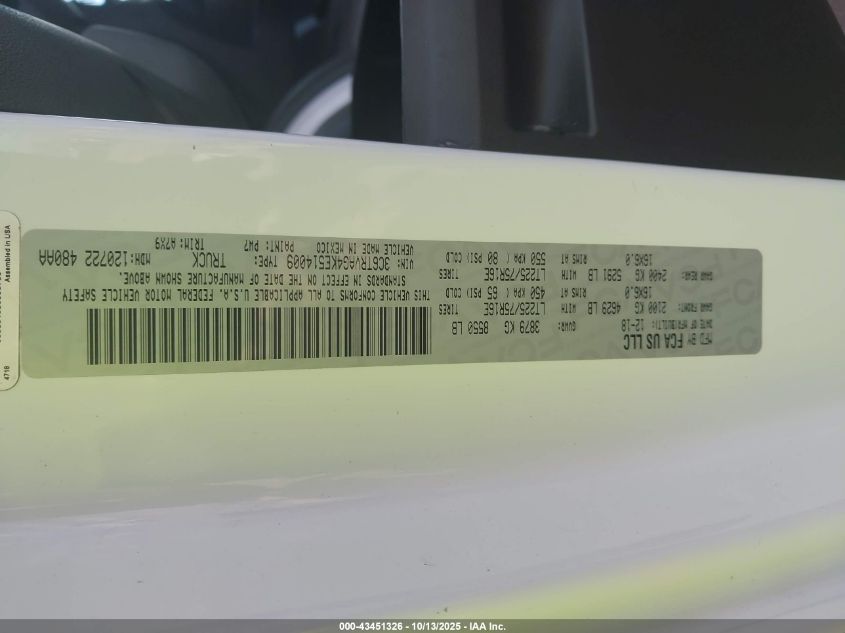 MFD BY FCA US LLC
DATE OF MFR(BUILT): 12-18 GVWR: 3879 KG 8550 LB
GAWR FRONT: 2100 KG 4629 LB WITH LT225/75R16E TIRES
16X6.0 RIMS AT 450 KPA/ 65 PSI(COLD)
GAWR REAR: 2400 KG 5291 LB WITH LT225/75R16E TIRES
16X6.0 RIMS AT 550 KPA/ 80 PSI(COLD)
THIS VEHICLE CONFORMS TO ALL APPLICABLE U.S.A. FEDERAL MOTOR VEHICLE SAFETY
STANDARDS IN EFFECT ON THE DATE OF MANUFACTURE SHOWN ABOVE.
VIN: 3C6TRVAG4KE514009 TYPE: TRUCK MDH:120722 480AA
VEHICLE MADE IN MEXICO PAINT: PW7 TRIM:A7X9
Assembled in USA
4718
000-43451326 - 10/13/2025 - IAA Inc.